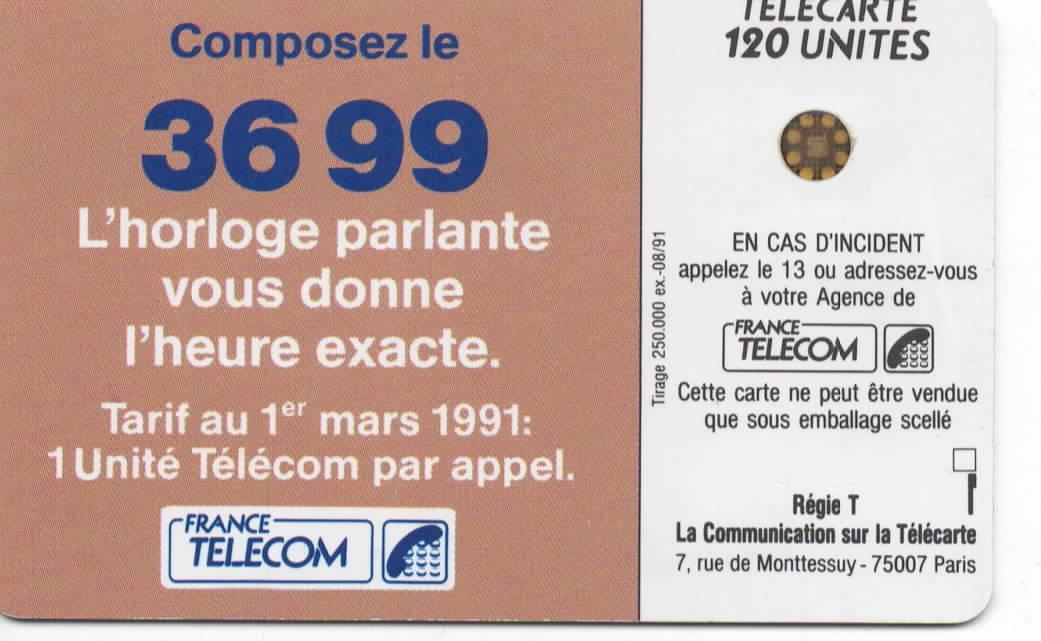 Composez le
36 99
L'horloge parlante
vous donne
l'heure exacte.
Tarif au 1er mars 1991:
1 Unité Télécom par appel.
FRANCE
TELECOM
TELECARTE
120 UNITES
EN CAS D'INCIDENT
appelez le 13 ou adressez-vous
à votre Agence de
FRANCE
TELECOM
Cette carte ne peut être vendue
que sous emballage scellé
Tirage 250.000 ex.-08/91
Régie T
La Communication sur la Télécarte
7, rue de Monttessuy - 75007 Paris